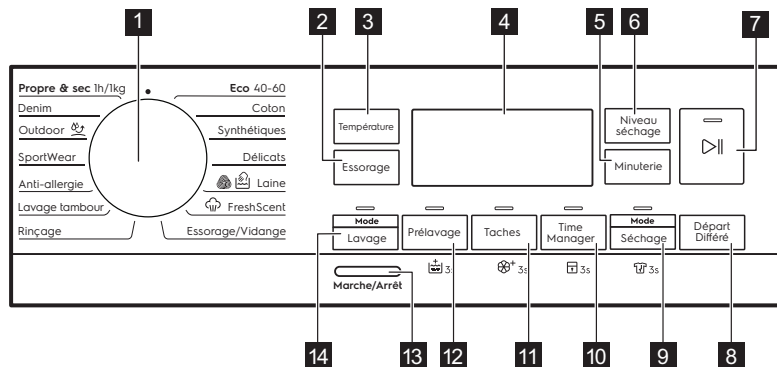 1
2
3
4
5
6
7
Propre & sec 1h/1kg
Denim
Outdoor
SportWear
Anti-allergie
Lavage tambour
Rinçage
Eco 40-60
Coton
Synthétiques
Délicats
Laine
FreshScent
Essorage/Vidange
Température
Essorage
Niveau
séchage
Minuterie
Mode
Lavage
Prélavage
Taches
Time
Manager
Mode
Séchage
Départ
Différé
Marche/Arrêt
3s
3s
3s
3s
14
13
12
11
10
9
8